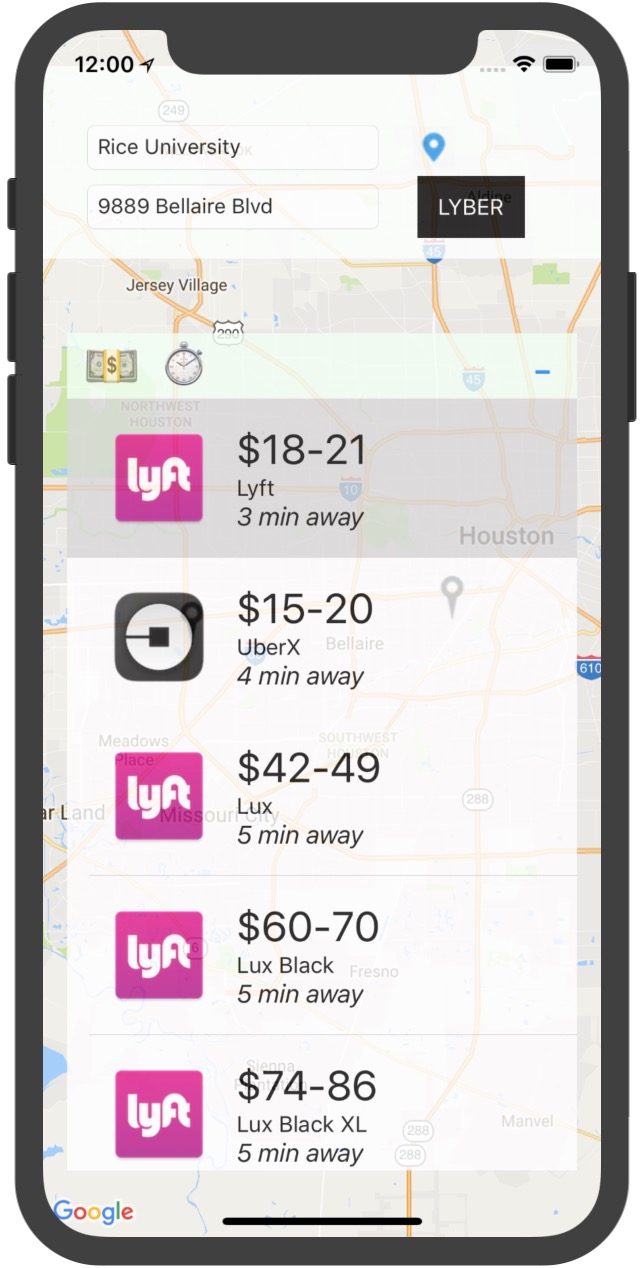 12:00
249
Rice University
9889 Bellaire Blvd
Aldine
LYBER
45
Jersey Village
290
$
45
NORTHWEST
HOUSTON
lyft
$18-21
Lyft
3 min away
10
Houston
$15-20
UberX
4 min away
Bellaire
610
Meadows
Place
SOUTHWEST
HOUSTON
lyft
$42-49
Lux
5 min away
288
ar Land
Missouri City
lyft
$60-70
Lux Black
5 min away
6
Fresno
Sienna
Plantation
lyft
$74-86
Lux Black XL
5 min away
288
Manvel
288
Google